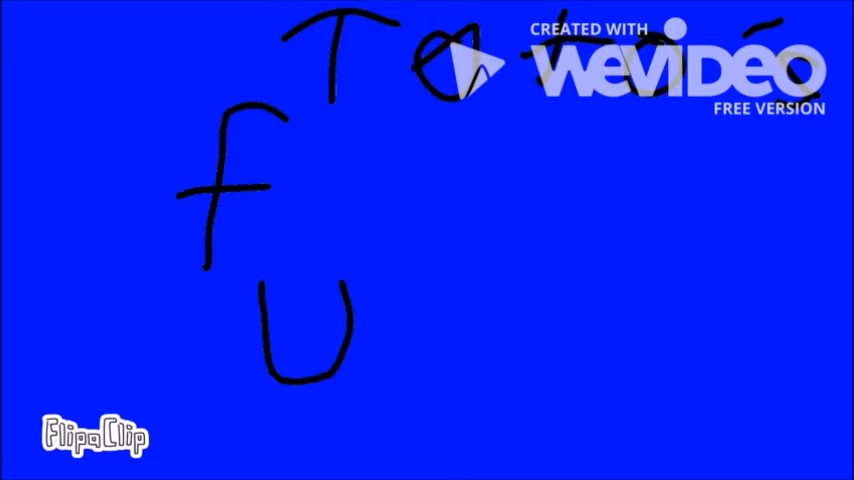 CREATED WITH
WEVIDEO
FREE VERSION
f
U
FlipaClip